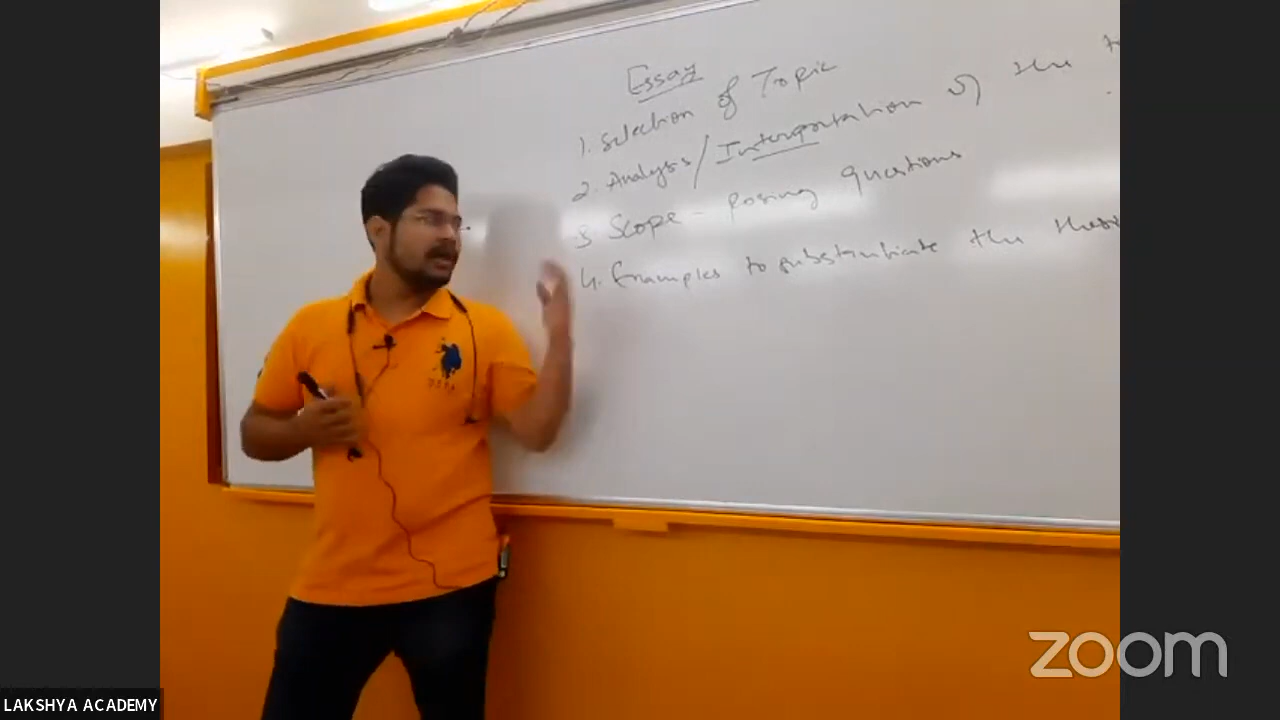 Essay
1. Selection of Topic
2. Analysis/Interpretation of the
3 Scope - Posing Questions
4. Examples to substantiate the
USPA
zoom
LAKSHYA ACADEMY